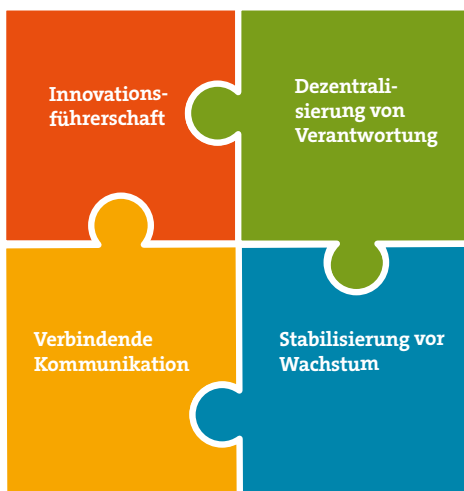 Innovations-
führerschaft
Dezentrali-
sierung von
Verantwortung
Verbindende
Kommunikation
Stabilisierung vor
Wachstum